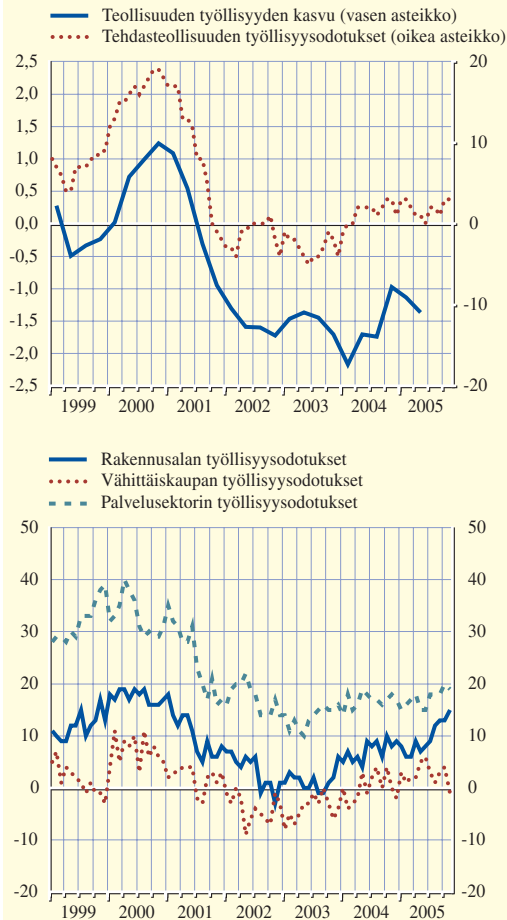 Teollisuuden työllisyyden kasvu (vasen asteikko)
Tehdasteollisuuden työllisyysodotukset (oikea asteikko)
2,5 20
2,0
1,5
1,0 10
0,5
0,0 0
-0,5
-1,0 -10
-1,5
-2,0
-2,5 -20
1999 2000 2001 2002 2003 2004 2005
Rakennusalan työllisyysodotukset
Vähittäiskaupan työllisyysodotukset
Palvelusektorin työllisyysodotukset
50 50
40 40
30 30
20 20
10 10
0 0
-10 -10
-20 -20
1999 2000 2001 2002 2003 2004 2005